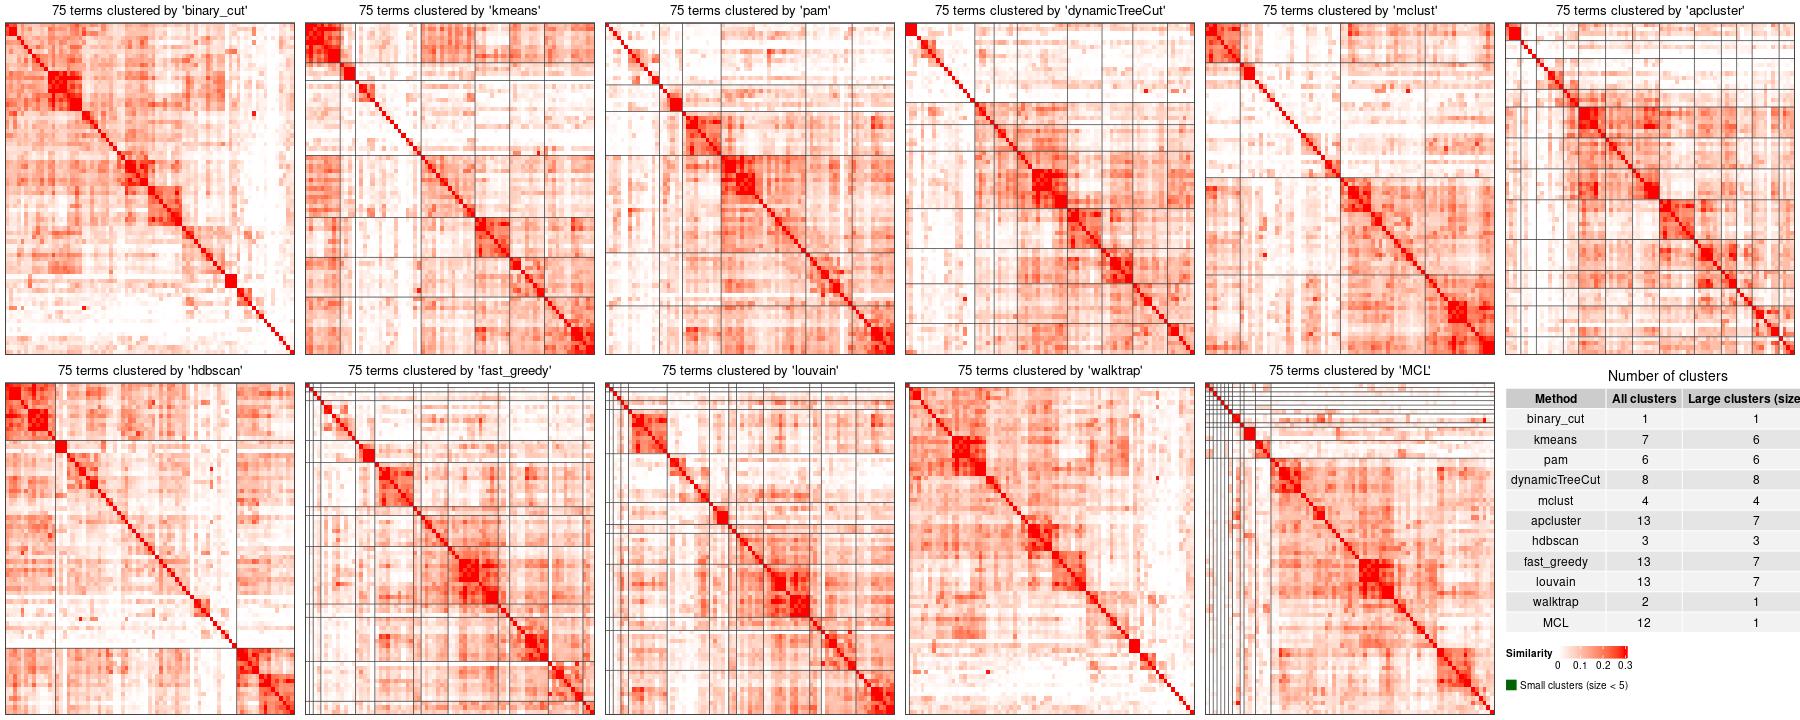 75 terms clustered by 'binary_cut'
75 terms clustered by 'kmeans'
75 terms clustered by 'pam'
75 terms clustered by 'dynamicTreeCut'
75 terms clustered by 'mclust'
75 terms clustered by 'apcluster'
75 terms clustered by 'hdbscan'
75 terms clustered by 'fast_greedy'
75 terms clustered by 'louvain'
75 terms clustered by 'walktrap'
75 terms clustered by 'MCL'
Number of clusters
Method All clusters Large clusters (size
binary_cut 1 1
kmeans 7 6
pam 6 6
dynamicTreeCut 8 8
mclust 4 4
apcluster 13 7
hdbscan 3 3
fast_greedy 13 7
louvain 13 7
walktrap 2 1
MCL 12 1
Similarity
0 0.1 0.2 0.3
Small clusters (size < 5)